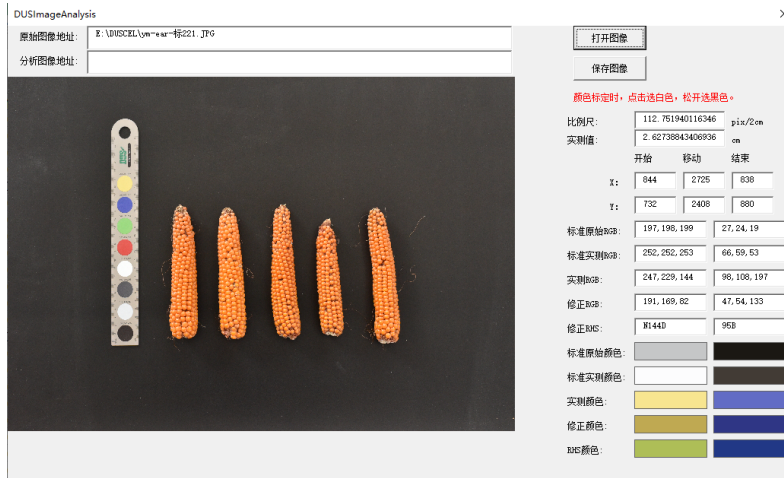 DUSImageAnalysis
原始图像地址: E:\DUSCEL\ym-ear-标221.JPG 打开图像
分析图像地址: 保存图像
颜色标定时，点击选白色，松开选黑色。
比例尺: 112.751940116346 pix/2cm
实测值: 2.62738843406936 cm
开始 移动 结束
X: 844 2725 838
Y: 732 2408 880
标准原始RGB: 197,198,199 27,24,19
标准实测RGB: 252,252,253 66,59,53
实测RGB: 247,229,144 98,108,197
修正RGB: 191,169,82 47,54,133
修正RHS: N144D 95B
标准原始颜色:
标准实测颜色:
实测颜色:
修正颜色:
RHS颜色: